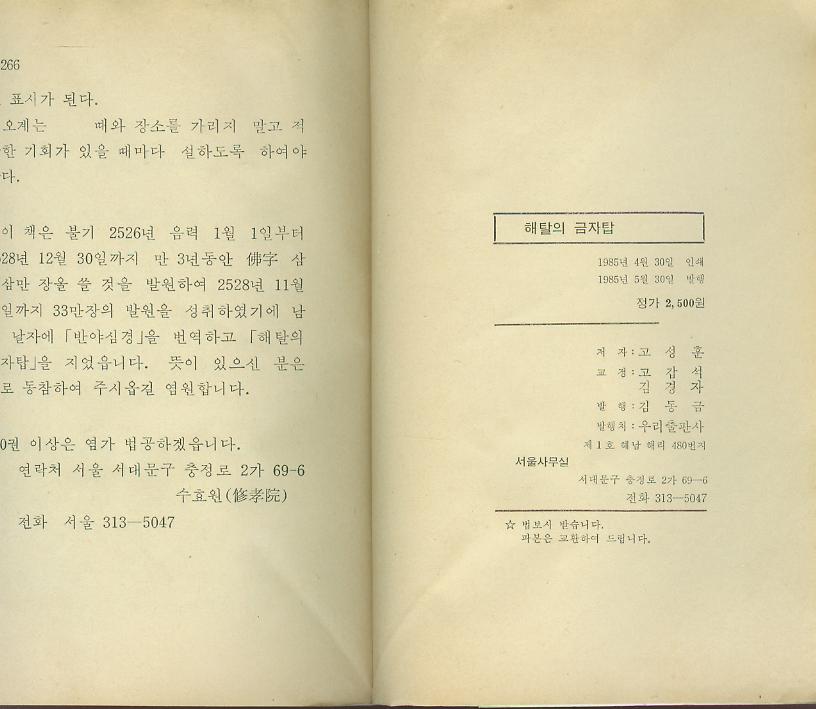 266
표시가 된다.
오계는 때와 장소를 가리지 말고 적
한 기회가 있을 때마다 설하도록 하여야
다.
이 책은 불기 2526년 음력 1월 1일부터
528년 12월 30일까지 만 3년동안 佛字 삼
삼만 장울 쓸 것을 발원하여 2528년 11월
일까지 33만장의 발원을 성취하였기에 남
날자에 「반야심경」을 번역하고 「해탈의
자탑」을 지었읍니다. 뜻이 있으신 분은
로 동참하여 주시옵길 염원합니다.
0권 이상은 염가 법공하겠읍니다.
연락처 서울 서대문구 충정로 2가 69-6
수효원(修孝院)
전화 서울 313—5047
해탈의 금자탑
1985년 4월 30일 인쇄
1985년 5월 30일 발행
정가 2,500원
저 자 : 고 성 훈
교 정 : 고 갑 석
김 경 자
발 행 : 김 동 금
발행처 : 우리출판사
제 1 호 해남 해리 480번지
서울사무실
서대문구 충정로 2가 69—6
전화 313—5047
☆ 법보시 받습니다.
파본은 교환하여 드립니다.